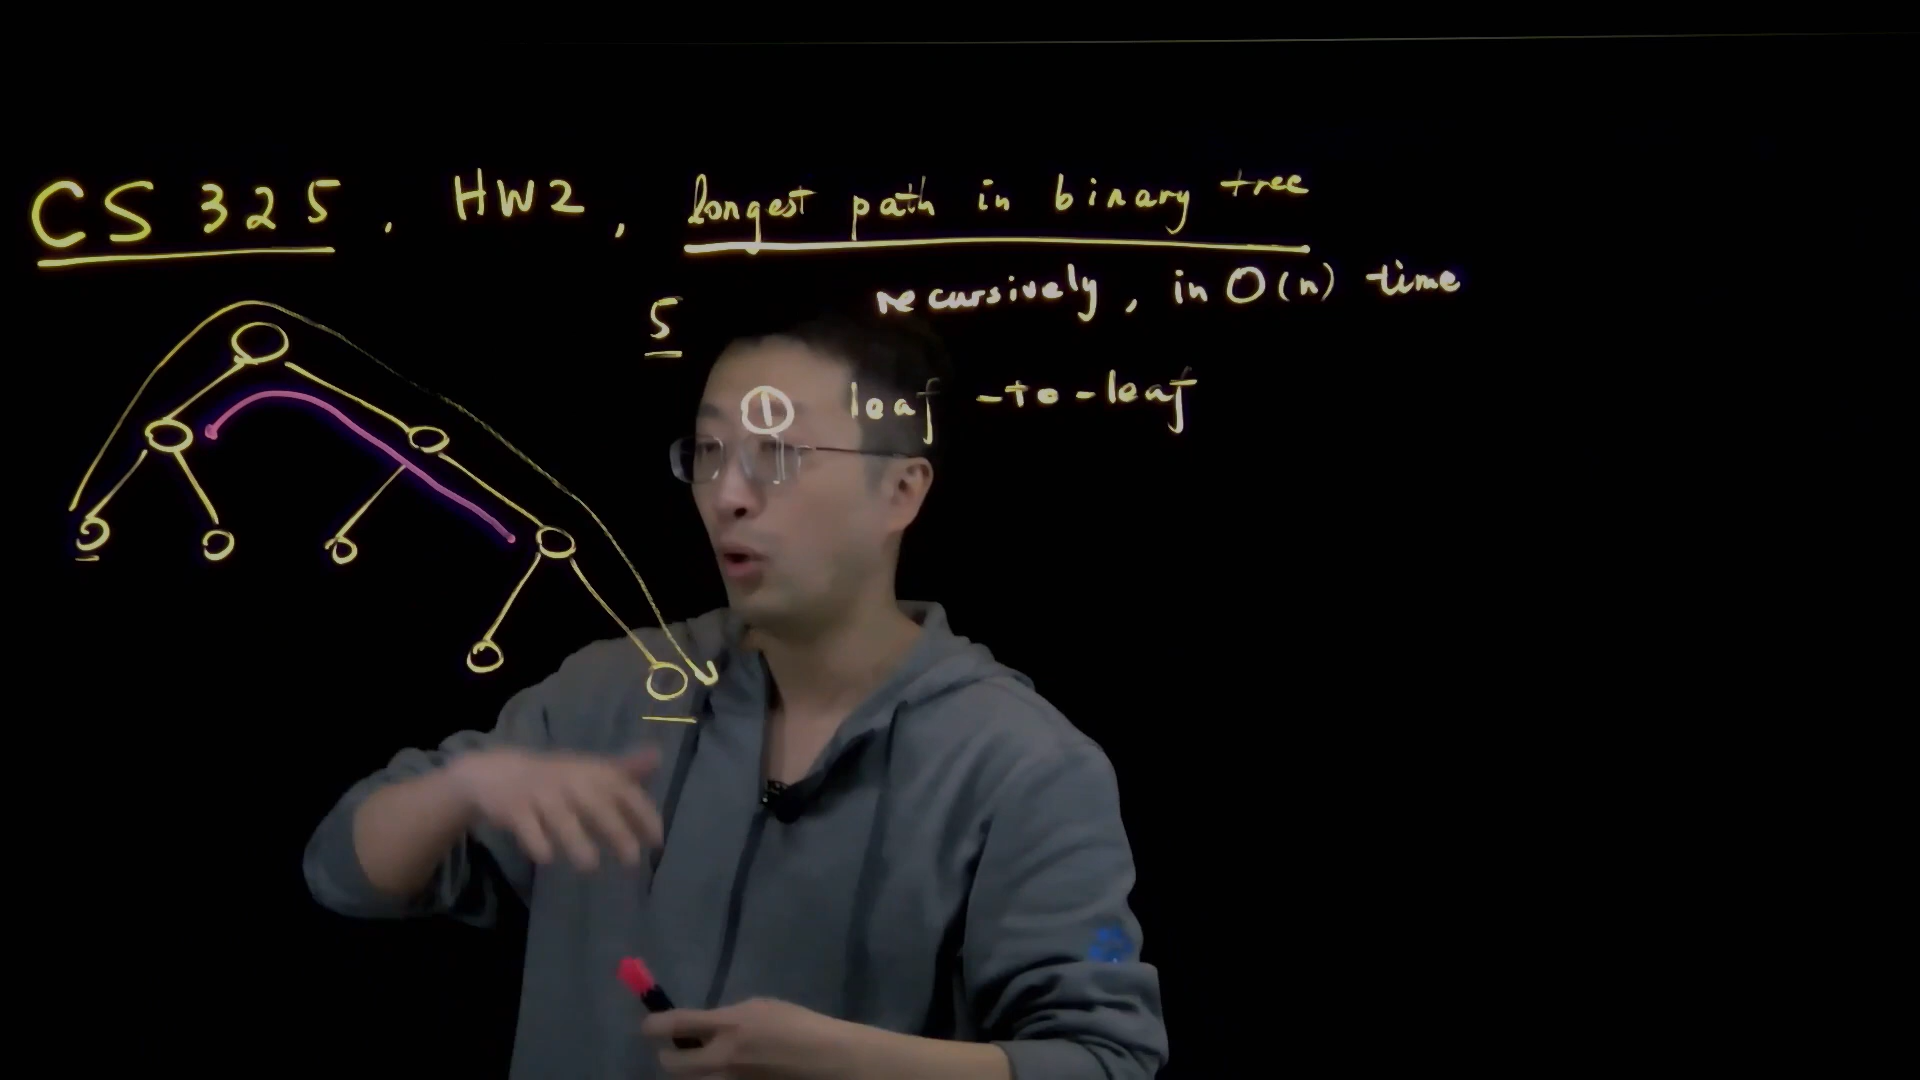 CS 325 . HW2 , longest path in binary tree
recursively , in O(n) time
5
① leaf -to-leaf